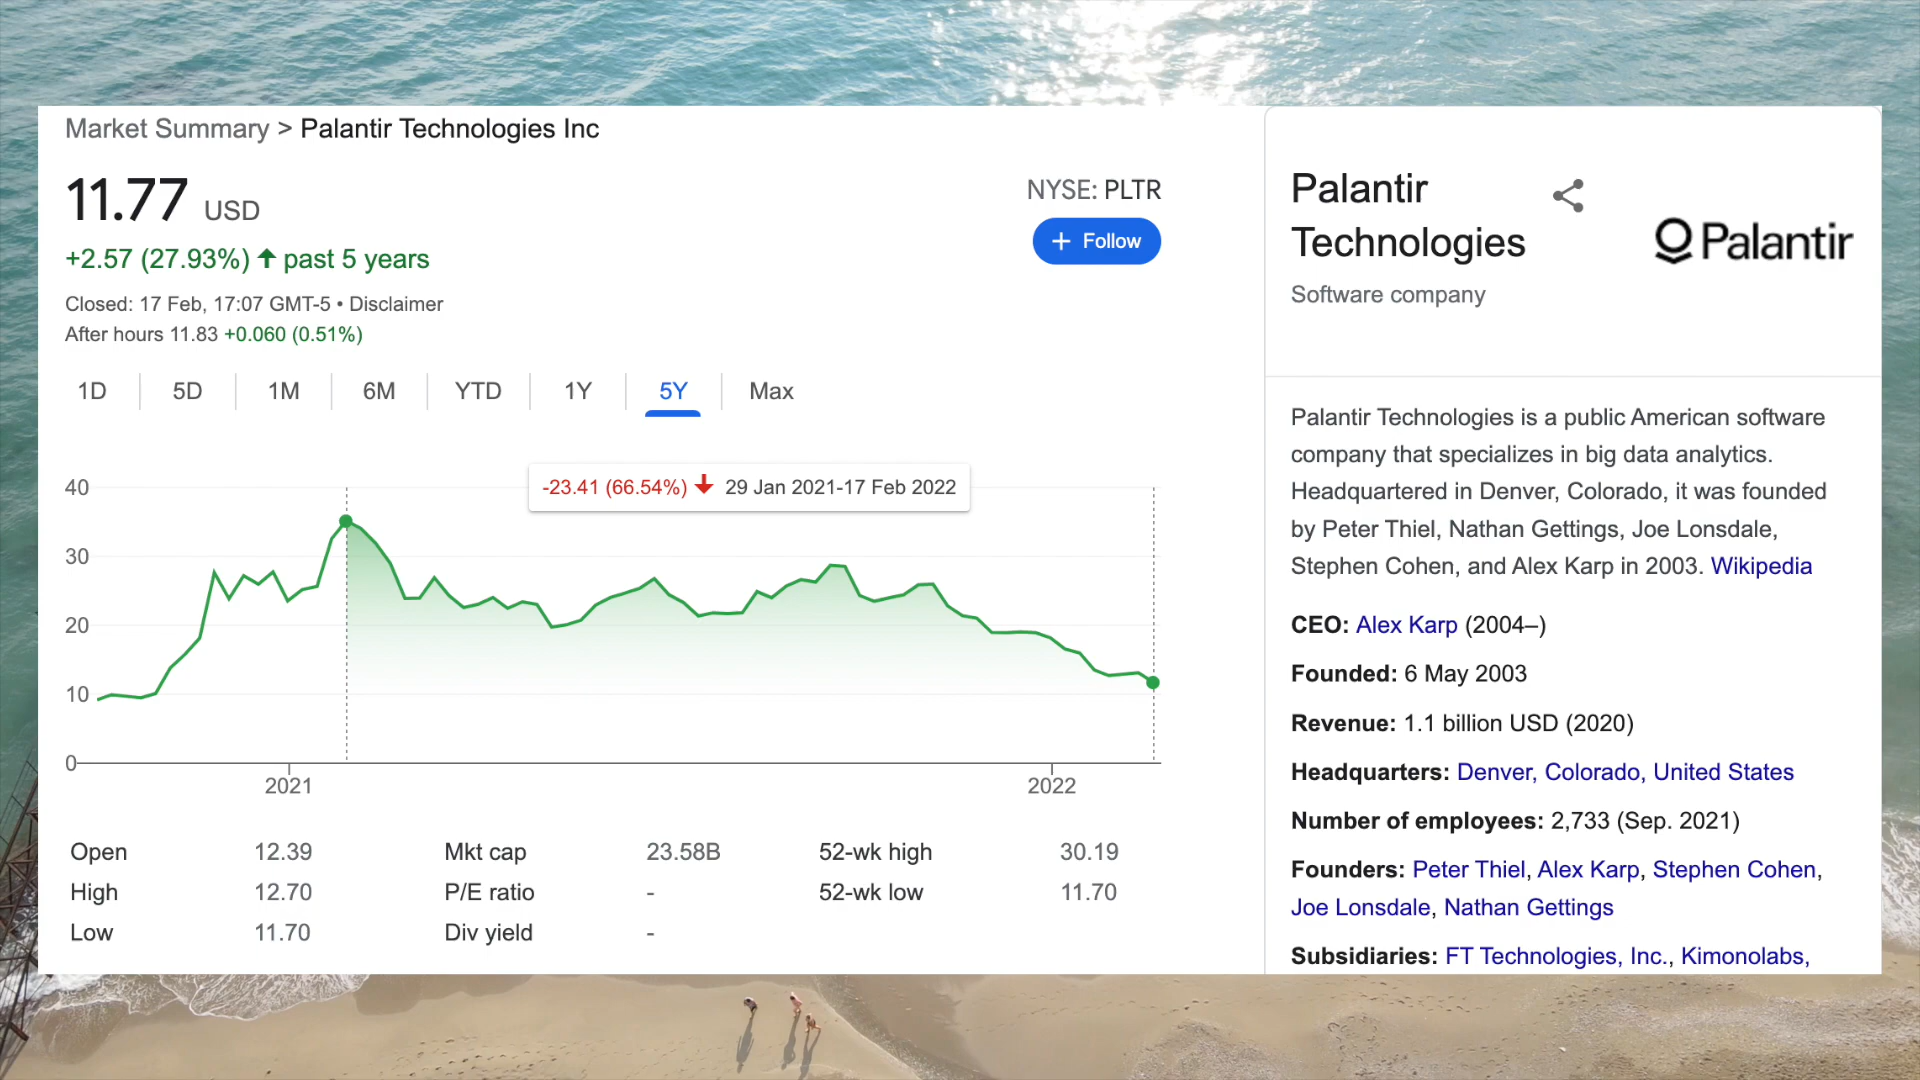 Market Summary > Palantir Technologies Inc
11.77 USD
+2.57 (27.93%) ↑ past 5 years
Closed: 17 Feb, 17:07 GMT-5 • Disclaimer
After hours 11.83 +0.060 (0.51%)
NYSE: PLTR
+ Follow
1D 5D 1M 6M YTD 1Y 5Y Max
-23.41 (66.54%) ↓ 29 Jan 2021-17 Feb 2022
40
30
20
10
0
2021 2022
Open 12.39 Mkt cap 23.58B 52-wk high 30.19
High 12.70 P/E ratio - 52-wk low 11.70
Low 11.70 Div yield -
Palantir
Technologies
Software company
Palantir
Palantir Technologies is a public American software
company that specializes in big data analytics.
Headquartered in Denver, Colorado, it was founded
by Peter Thiel, Nathan Gettings, Joe Lonsdale,
Stephen Cohen, and Alex Karp in 2003. Wikipedia
CEO: Alex Karp (2004–)
Founded: 6 May 2003
Revenue: 1.1 billion USD (2020)
Headquarters: Denver, Colorado, United States
Number of employees: 2,733 (Sep. 2021)
Founders: Peter Thiel, Alex Karp, Stephen Cohen,
Joe Lonsdale, Nathan Gettings
Subsidiaries: FT Technologies, Inc., Kimonolabs,